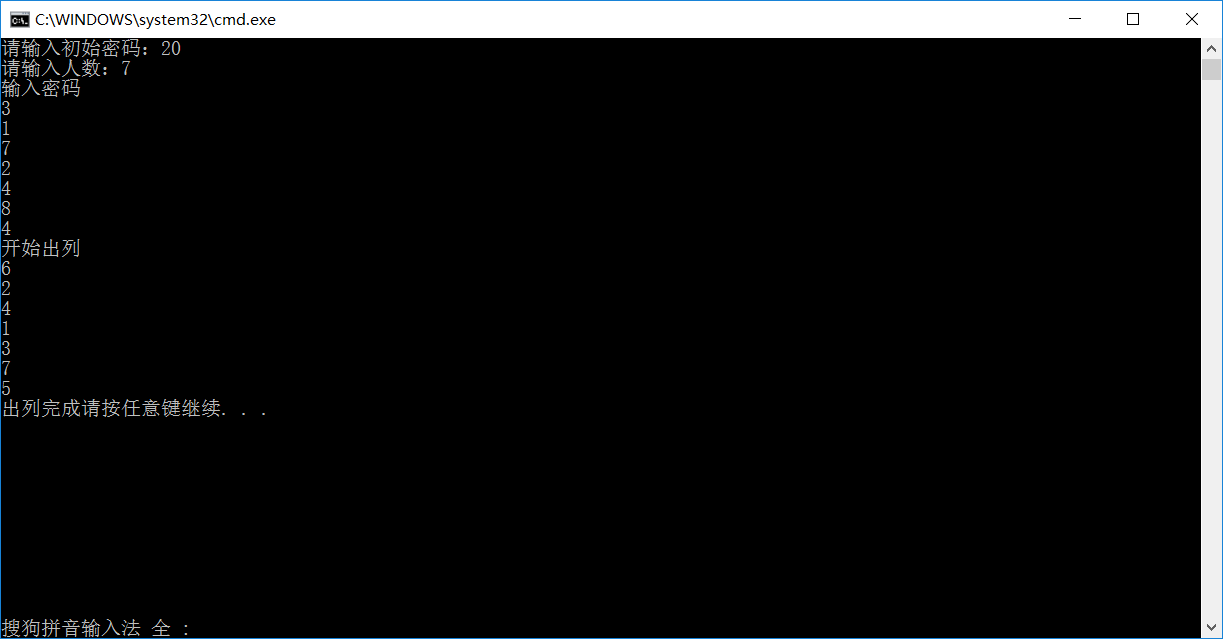 C:\WINDOWS\system32\cmd.exe
请输入初始密码：20
请输入人数：7
输入密码
3
1
7
2
4
8
4
开始出列
6
2
4
1
3
7
5
出列完成请按任意键继续. . .
搜狗拼音输入法 全 :